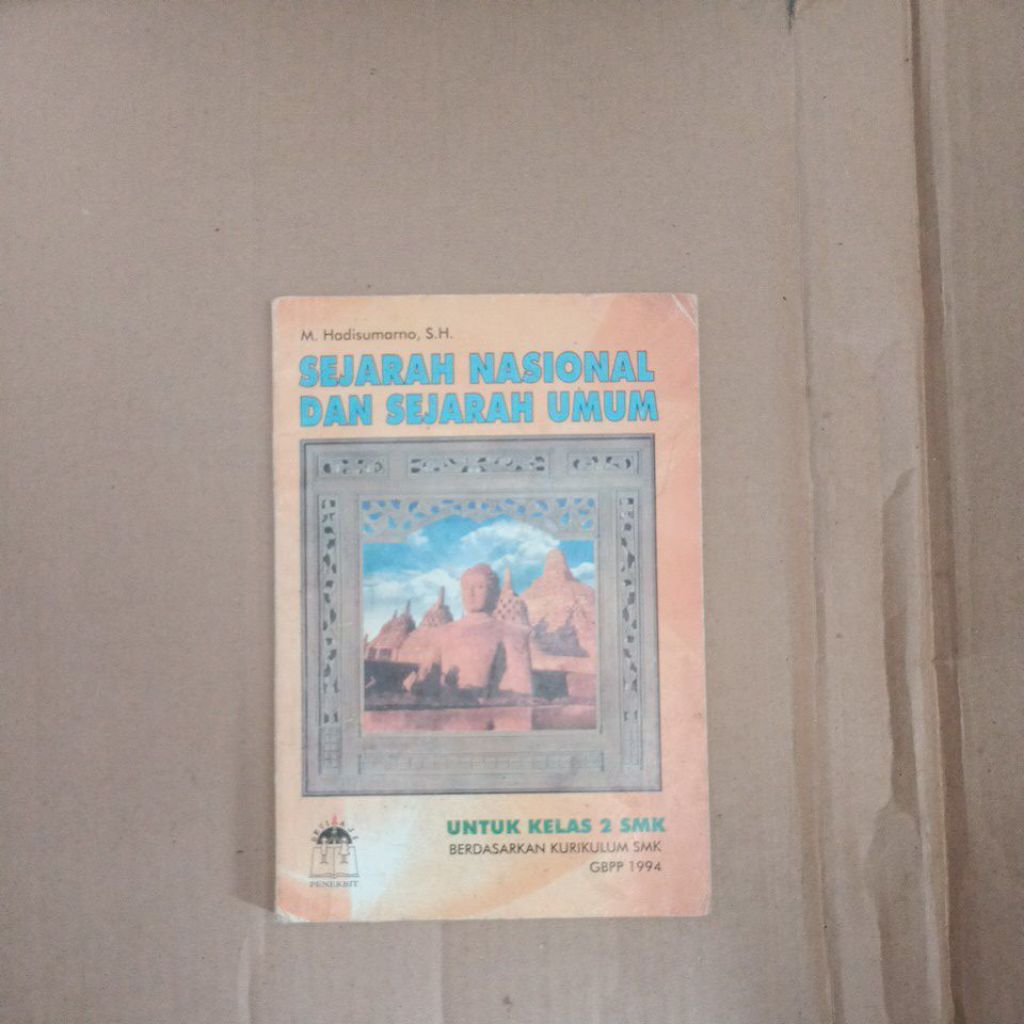 M. Hadisumarno, S.H.
SEJARAH NASIONAL
DAN SEJARAH UMUM
UNTUK KELAS 2 SMK
BERDASARKAN KURIKULUM SMK
GBPP 1994
PENERBIT